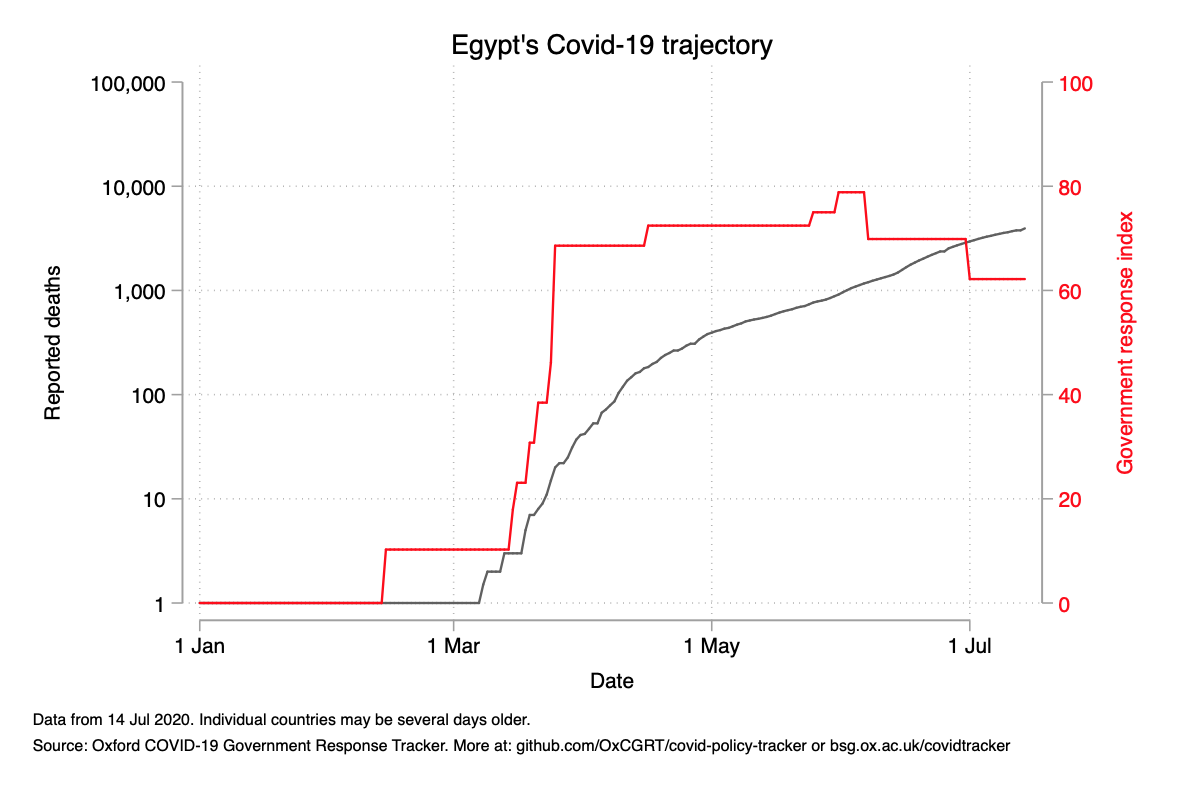 Egypt's Covid-19 trajectory
100,000
10,000
1,000
100
10
1
Reported deaths
100
80
60
40
20
0
Government response index
1 Jan
1 Mar
1 May
1 Jul
Date
Data from 14 Jul 2020. Individual countries may be several days older.
Source: Oxford COVID-19 Government Response Tracker. More at: github.com/OxCGRT/covid-policy-tracker or bsg.ox.ac.uk/covidtracker